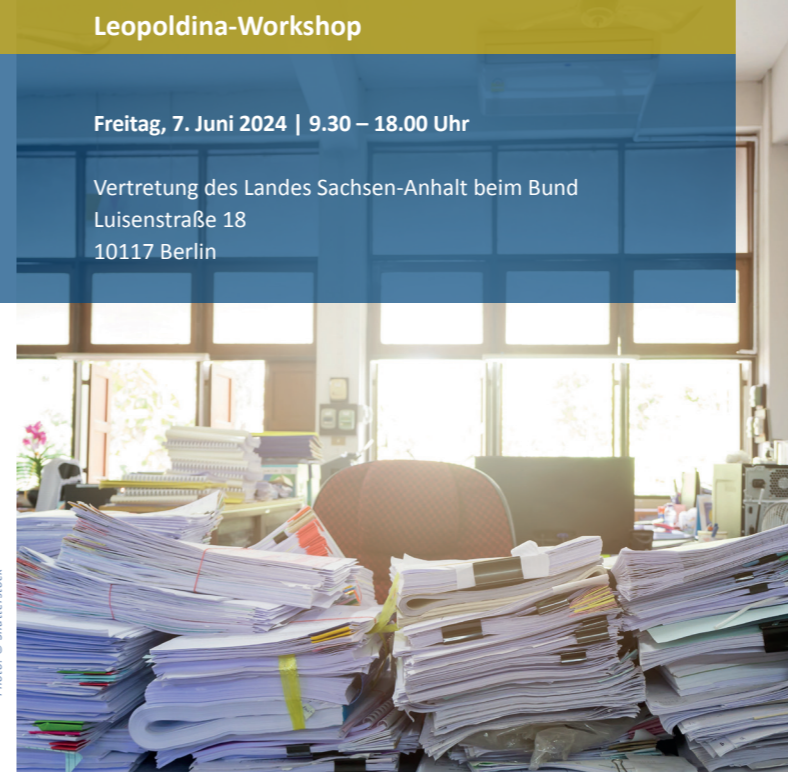 Leopoldina-Workshop
Freitag, 7. Juni 2024 | 9.30 – 18.00 Uhr
Vertretung des Landes Sachsen-Anhalt beim Bund
Luisenstraße 18
10117 Berlin